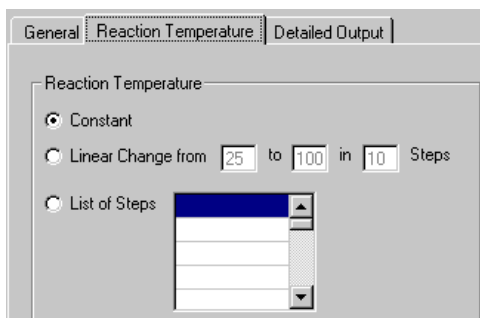 General Reaction Temperature Detailed Output
Reaction Temperature
Constant
Linear Change from 25 to 100 in 10 Steps
List of Steps